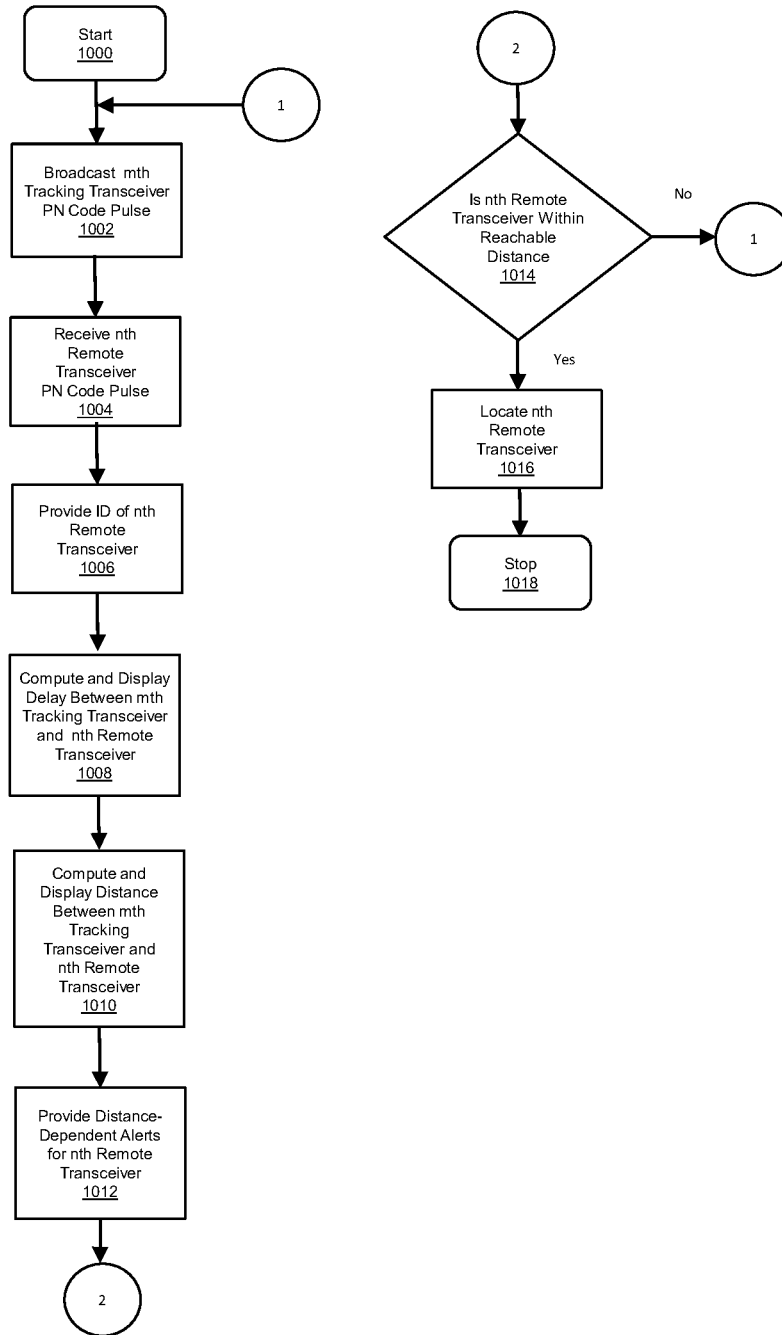 Start
1000
1
Broadcast mth
Tracking Transceiver
PN Code Pulse
1002
Receive nth
Remote
Transceiver
PN Code Pulse
1004
Provide ID of nth
Remote
Transceiver
1006
Compute and Display
Delay Between mth
Tracking Transceiver
and nth Remote
Transceiver
1008
Compute and
Display Distance
Between mth
Tracking
Transceiver and
nth Remote
Transceiver
1010
Provide Distance-
Dependent Alerts
for nth Remote
Transceiver
1012
2
2
Is nth Remote
Transceiver Within
Reachable
Distance
1014
No
1
Yes
Locate nth
Remote
Transceiver
1016
Stop
1018